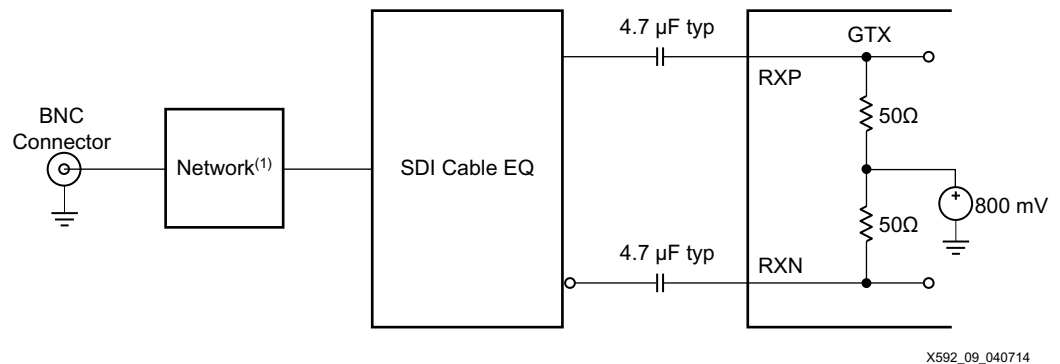 4.7 µF typ
GTX
RXP
50Ω
BNC
Connector
Network(1)
SDI Cable EQ
+
800 mV
50Ω
4.7 µF typ
RXN
X592_09_040714